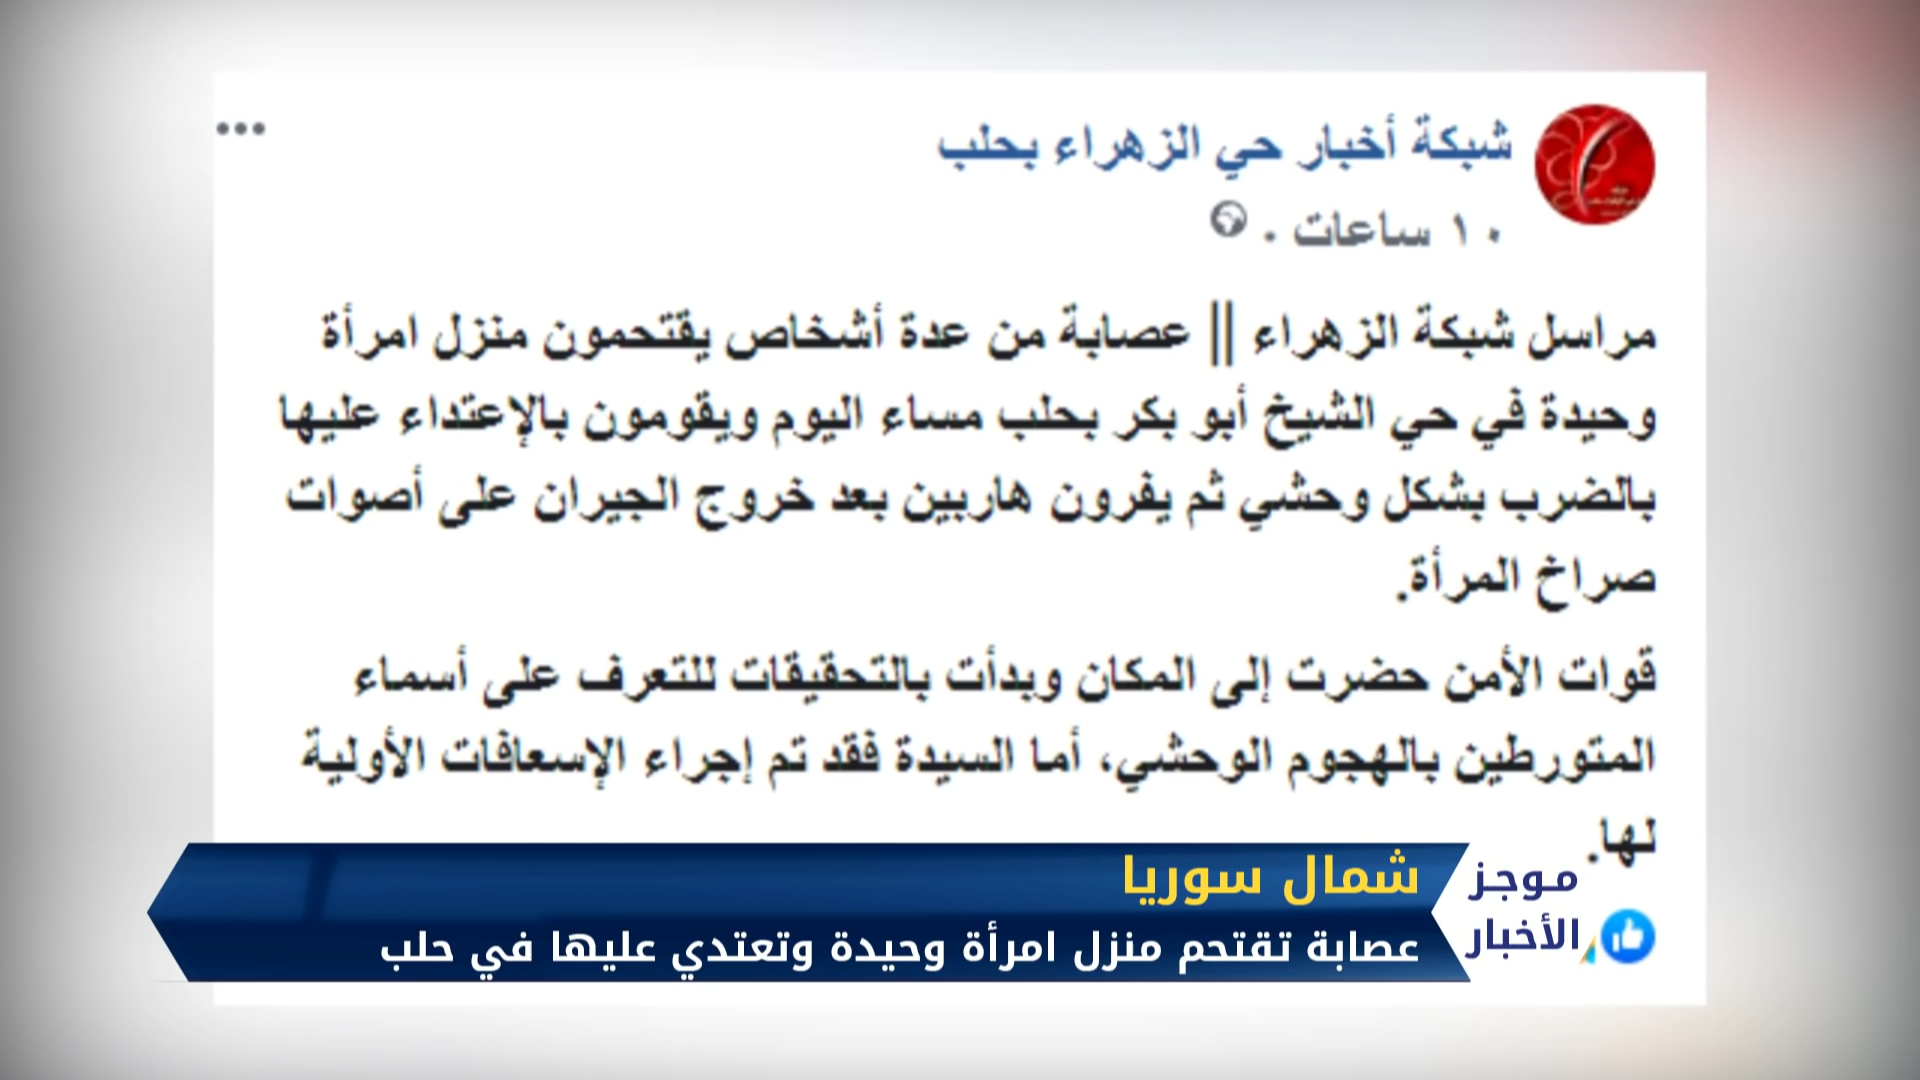 شبكة أخبار حي الزهراء بحلب
١٠ ساعات ·
مراسل شبكة الزهراء || عصابة من عدة أشخاص يقتحمون منزل امرأة
وحيدة في حي الشيخ أبو بكر بحلب مساء اليوم ويقومون بالإعتداء عليها
بالضرب بشكل وحشي ثم يفرون هاربين بعد خروج الجيران على أصوات
صراخ المرأة.
قوات الأمن حضرت إلى المكان وبدأت بالتحقيقات للتعرف على أسماء
المتورطين بالهجوم الوحشي، أما السيدة فقد تم إجراء الإسعافات الأولية
لها.
موجز
الأخبار
شمال سوريا
عصابة تقتحم منزل امرأة وحيدة وتعتدي عليها في حلب